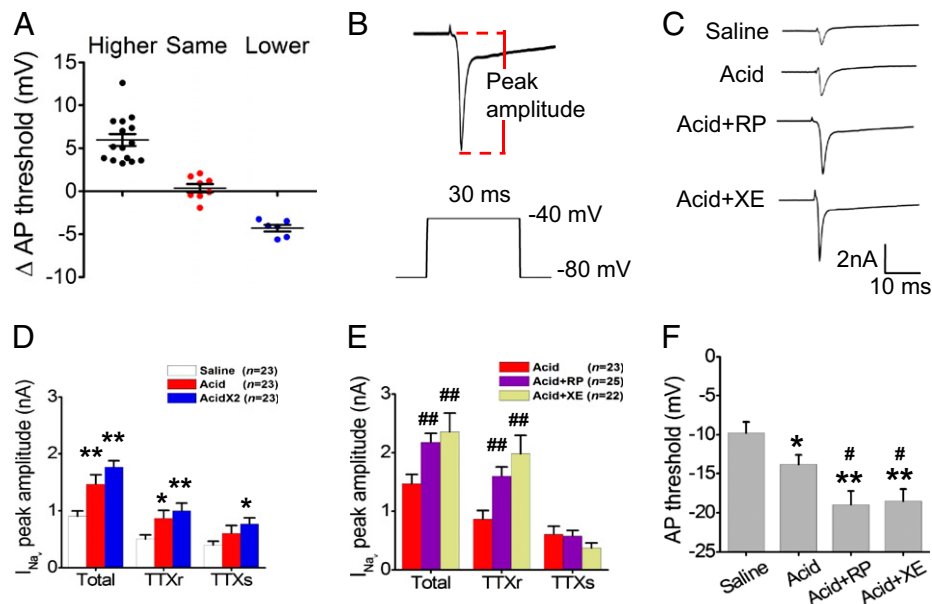 A
Higher Same Lower
Δ AP threshold (mV)
15
10
5
0
-5
-10
B
Peak
amplitude
30 ms
-40 mV
-80 mV
C
Saline
Acid
Acid+RP
Acid+XE
2nA
10 ms
D
Saline (n=23)
Acid (n=23)
AcidX2 (n=23)
I Nav peak amplitude (nA)
3
2
1
0
** **
* **
*
Total TTXr TTXs
E
Acid (n=23)
Acid+RP (n=25)
Acid+XE (n=22)
I Nav peak amplitude (nA)
3
2
1
0
## ##
## ##
Total TTXr TTXs
F
AP threshold (mV)
0
-5
-10
-15
-20
-25
*
# #
** **
Saline Acid Acid+RP Acid+XE